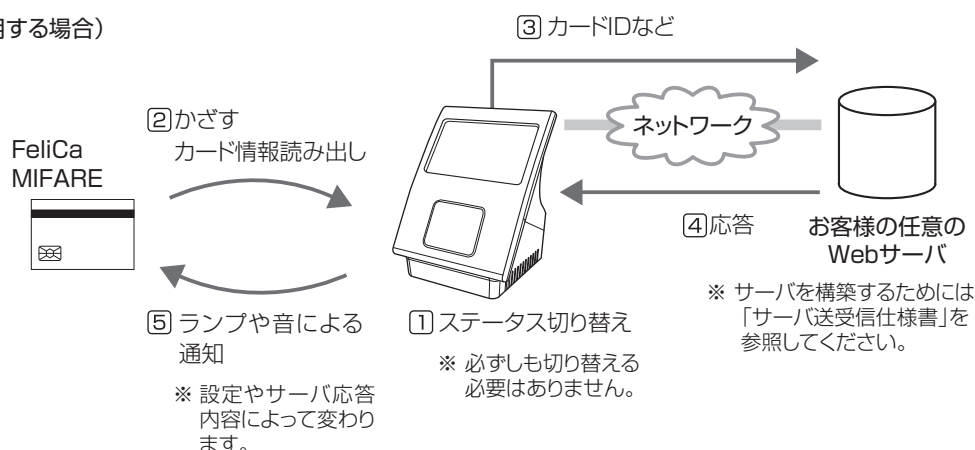 用する場合）
③ カードIDなど
② かざす
カード情報読み出し
ネットワーク
FeliCa
MIFARE
④ 応答
お客様の任意の
Webサーバ
※ サーバを構築するためには
「サーバ送受信仕様書」を
参照してください。
⑤ ランプや音による
通知
※ 設定やサーバ応答
内容によって変わり
ます。
① ステータス切り替え
※ 必ずしも切り替える
必要はありません。